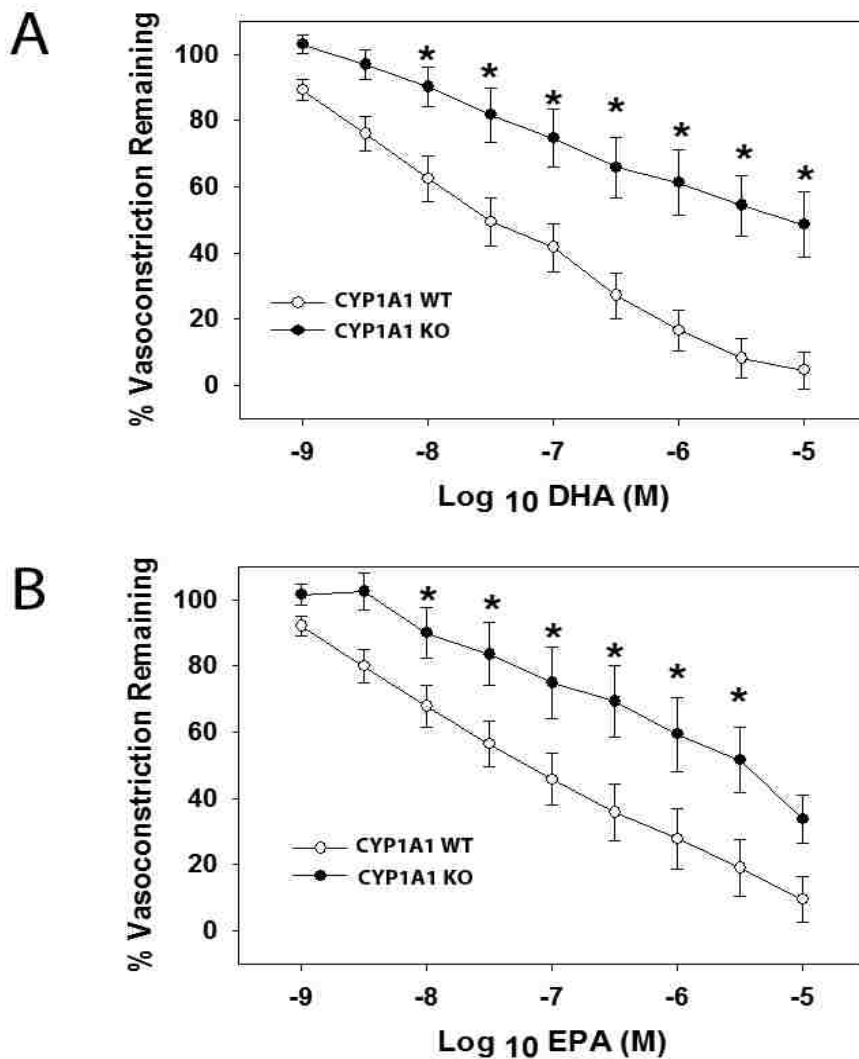 A
% Vasoconstriction Remaining
100
80
60
40
20
0
* * * * * * *
CYP1A1 WT
CYP1A1 KO
-9 -8 -7 -6 -5
Log 10 DHA (M)
B
% Vasoconstriction Remaining
100
80
60
40
20
0
* * * * * *
CYP1A1 WT
CYP1A1 KO
-9 -8 -7 -6 -5
Log 10 EPA (M)